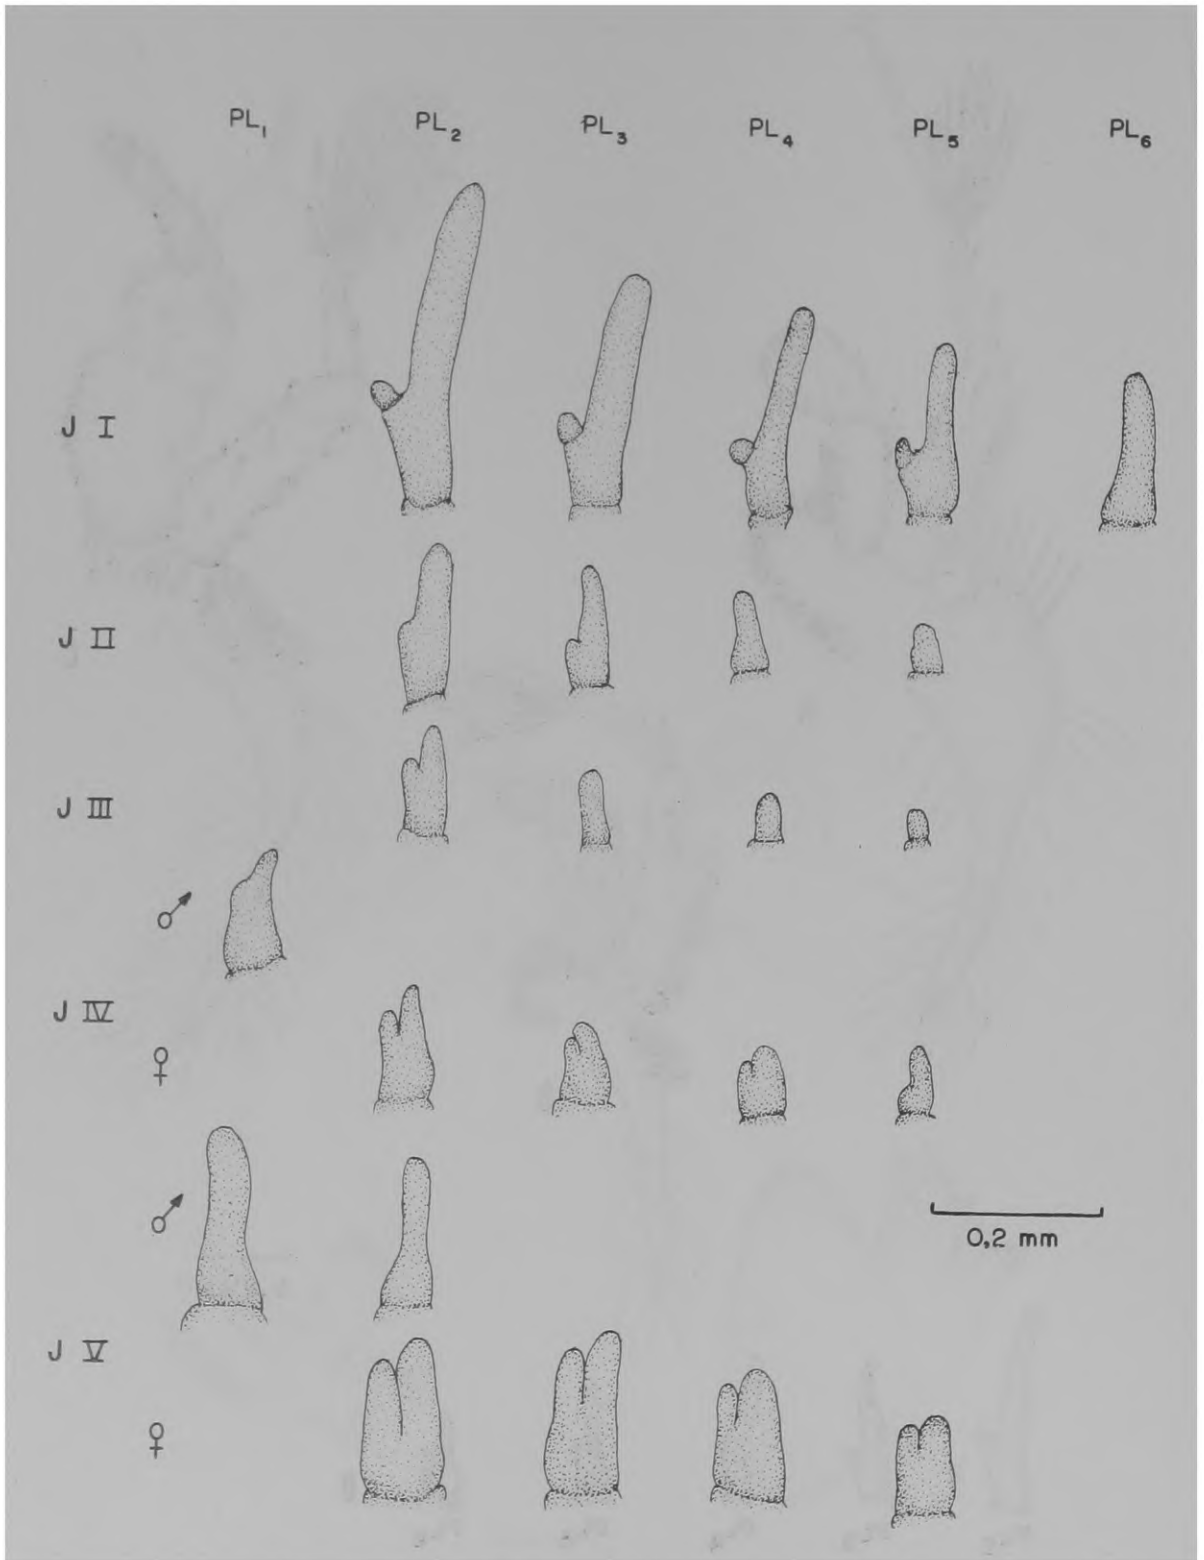 PL₁ PL₂ PL₃ PL₄ PL₅ PL₆
J I
J II
J III
♂
J IV
♀
♂
0,2 mm
J V
♀